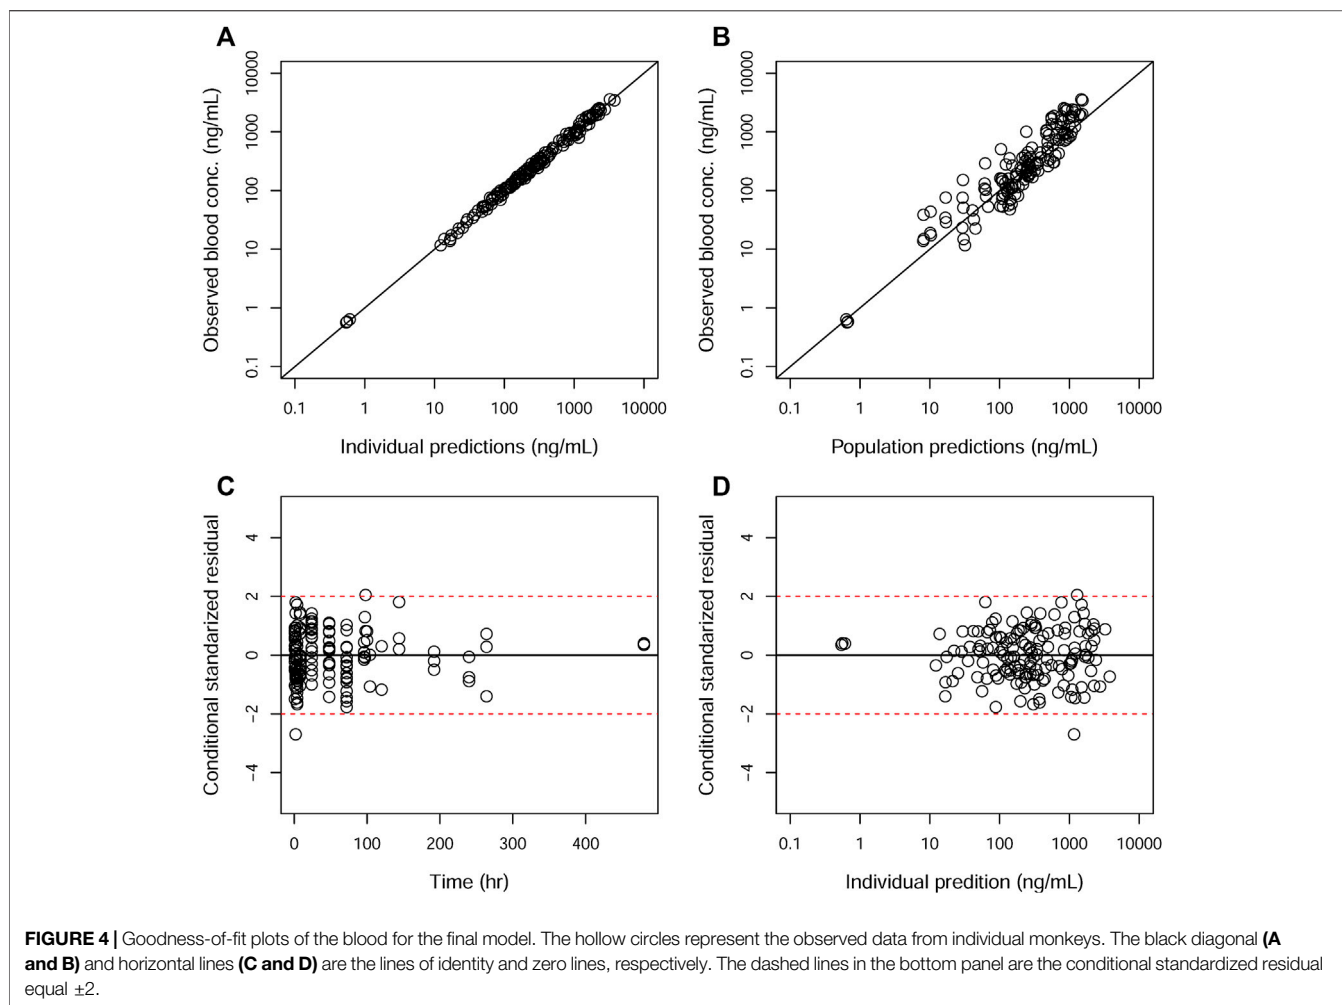 A
B
Observed blood conc. (ng/mL)
0.1 1 10 100 1000 10000
0.1 1 10 100 1000 10000
Individual predictions (ng/mL)
Observed blood conc. (ng/mL)
0.1 1 10 100 1000 10000
0.1 1 10 100 1000 10000
Population predictions (ng/mL)
C
D
Conditional standarized residual
−4 −2 0 2 4
0 100 200 300 400
Time (hr)
Conditional standarized residual
−4 −2 0 2 4
0.1 1 10 100 1000 10000
Individual predition (ng/mL)
FIGURE 4 | Goodness-of-fit plots of the blood for the final model. The hollow circles represent the observed data from individual monkeys. The black diagonal (A
and B) and horizontal lines (C and D) are the lines of identity and zero lines, respectively. The dashed lines in the bottom panel are the conditional standardized residual
equal ±2.